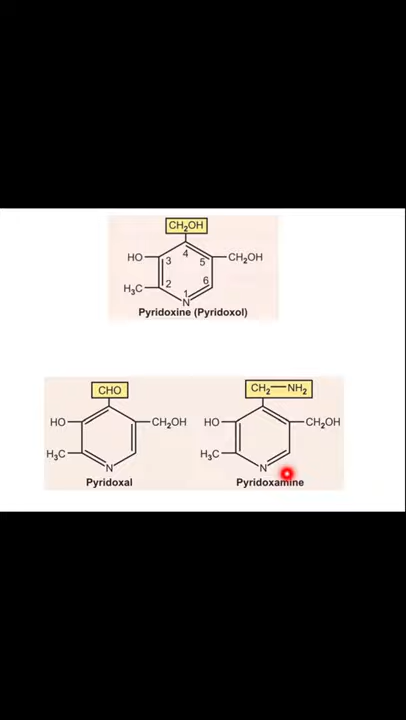 CH₂OH
HO 3 4 5 CH₂OH
H₃C 2 1 6
N
Pyridoxine (Pyridoxol)
CHO
HO CH₂OH
H₃C
N
Pyridoxal
CH₂—NH₂
HO CH₂OH
H₃C
N
Pyridoxamine